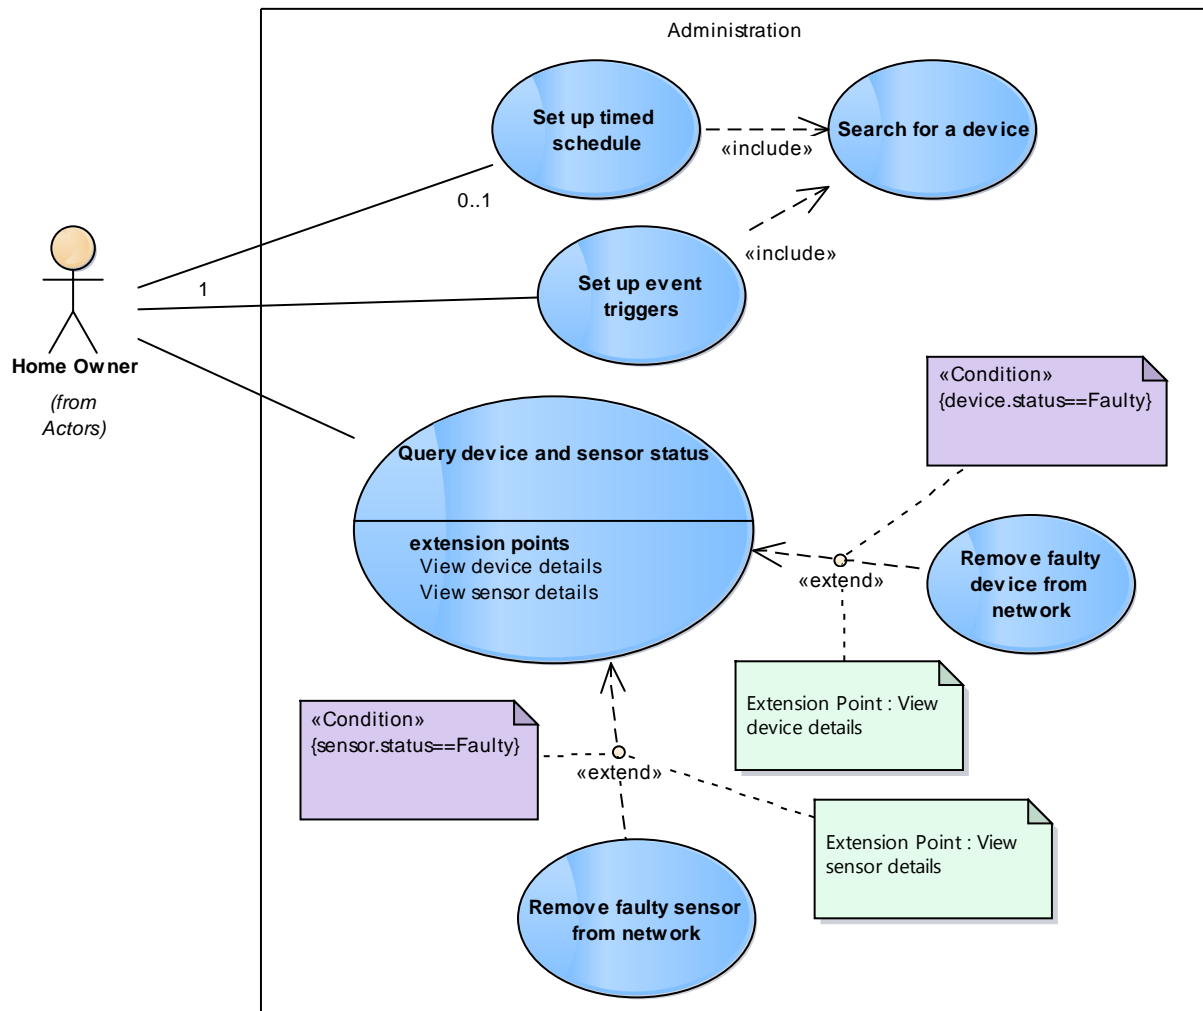 Administration
Set up timed
schedule
Search for a device
«include»
0..1
«include»
Set up event
triggers
1
Home Owner
(from
Actors)
«Condition»
{device.status==Faulty}
Query device and sensor status
extension points
View device details
View sensor details
«extend»
Remove faulty
device from
network
Extension Point : View
device details
«Condition»
{sensor.status==Faulty}
«extend»
Extension Point : View
sensor details
Remove faulty sensor
from network